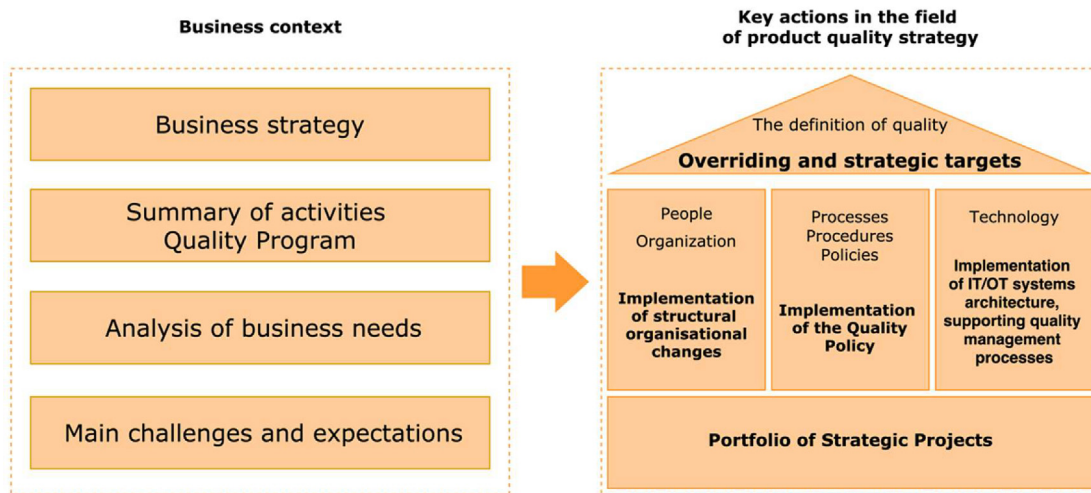 Business context
Business strategy
Summary of activities
Quality Program
Analysis of business needs
Main challenges and expectations
Key actions in the field
of product quality strategy
The definition of quality
Overriding and strategic targets
People
Organization
Implementation
of structural
organisational
changes
Processes
Procedures
Policies
Implementation
of the Quality
Policy
Technology
Implementation
of IT/OT systems
architecture,
supporting quality
management
processes
Portfolio of Strategic Projects